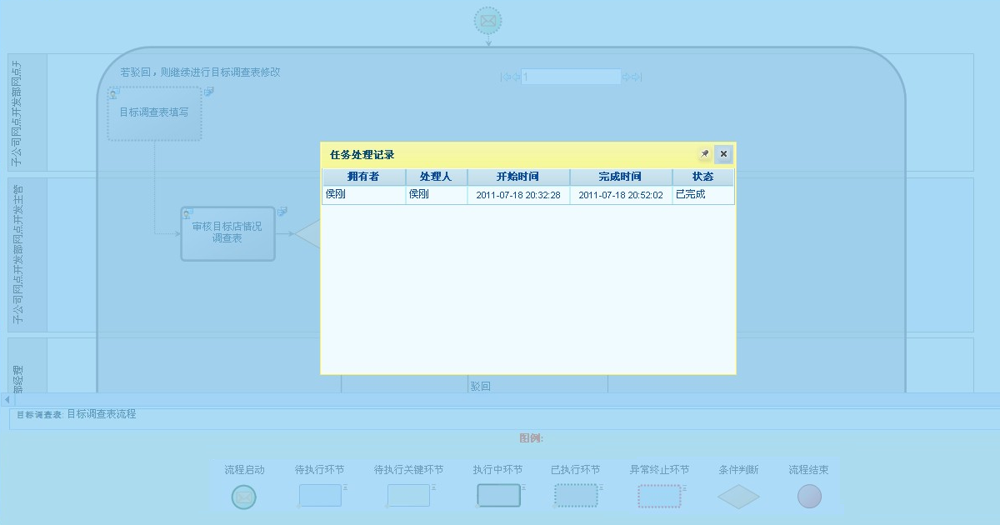 若驳回，则继续进行目标调查表修改
1
子公司网点开发部网点开
目标调查表填写
任务处理记录
拥有者 处理人 开始时间 完成时间 状态
侯刚 侯刚 2011-07-18 20:32:28 2011-07-18 20:52:02 已完成
子公司网点开发部网点开发主管
审核目标店情况
调查表
部经理
驳回
目标调查表: 目标调查表流程
图例:
流程启动 待执行环节 待执行关键环节 执行中环节 已执行环节 异常终止环节 条件判断 流程结束